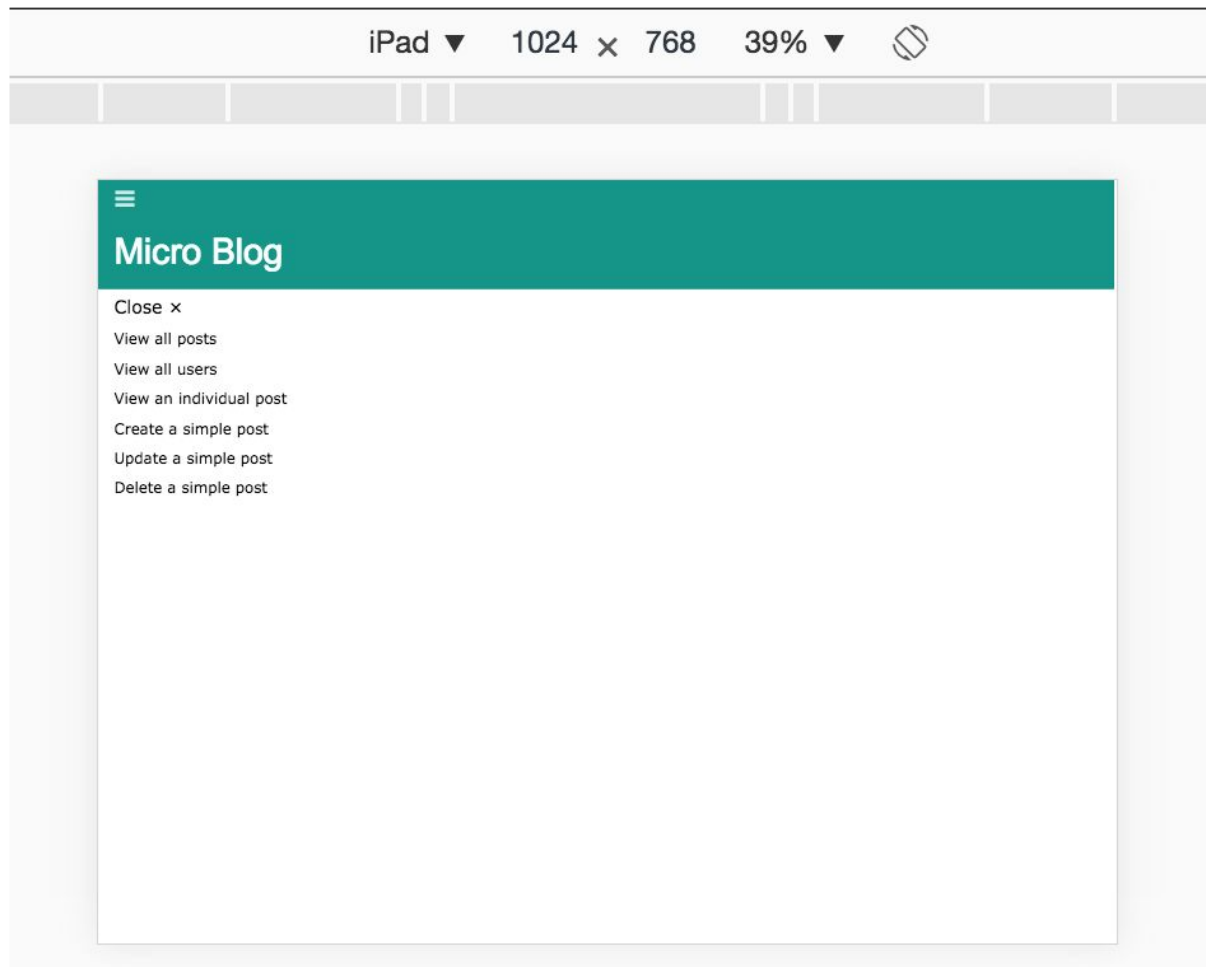 iPad ▼ 1024 × 768 39% ▼
Micro Blog
Close ×
View all posts
View all users
View an individual post
Create a simple post
Update a simple post
Delete a simple post